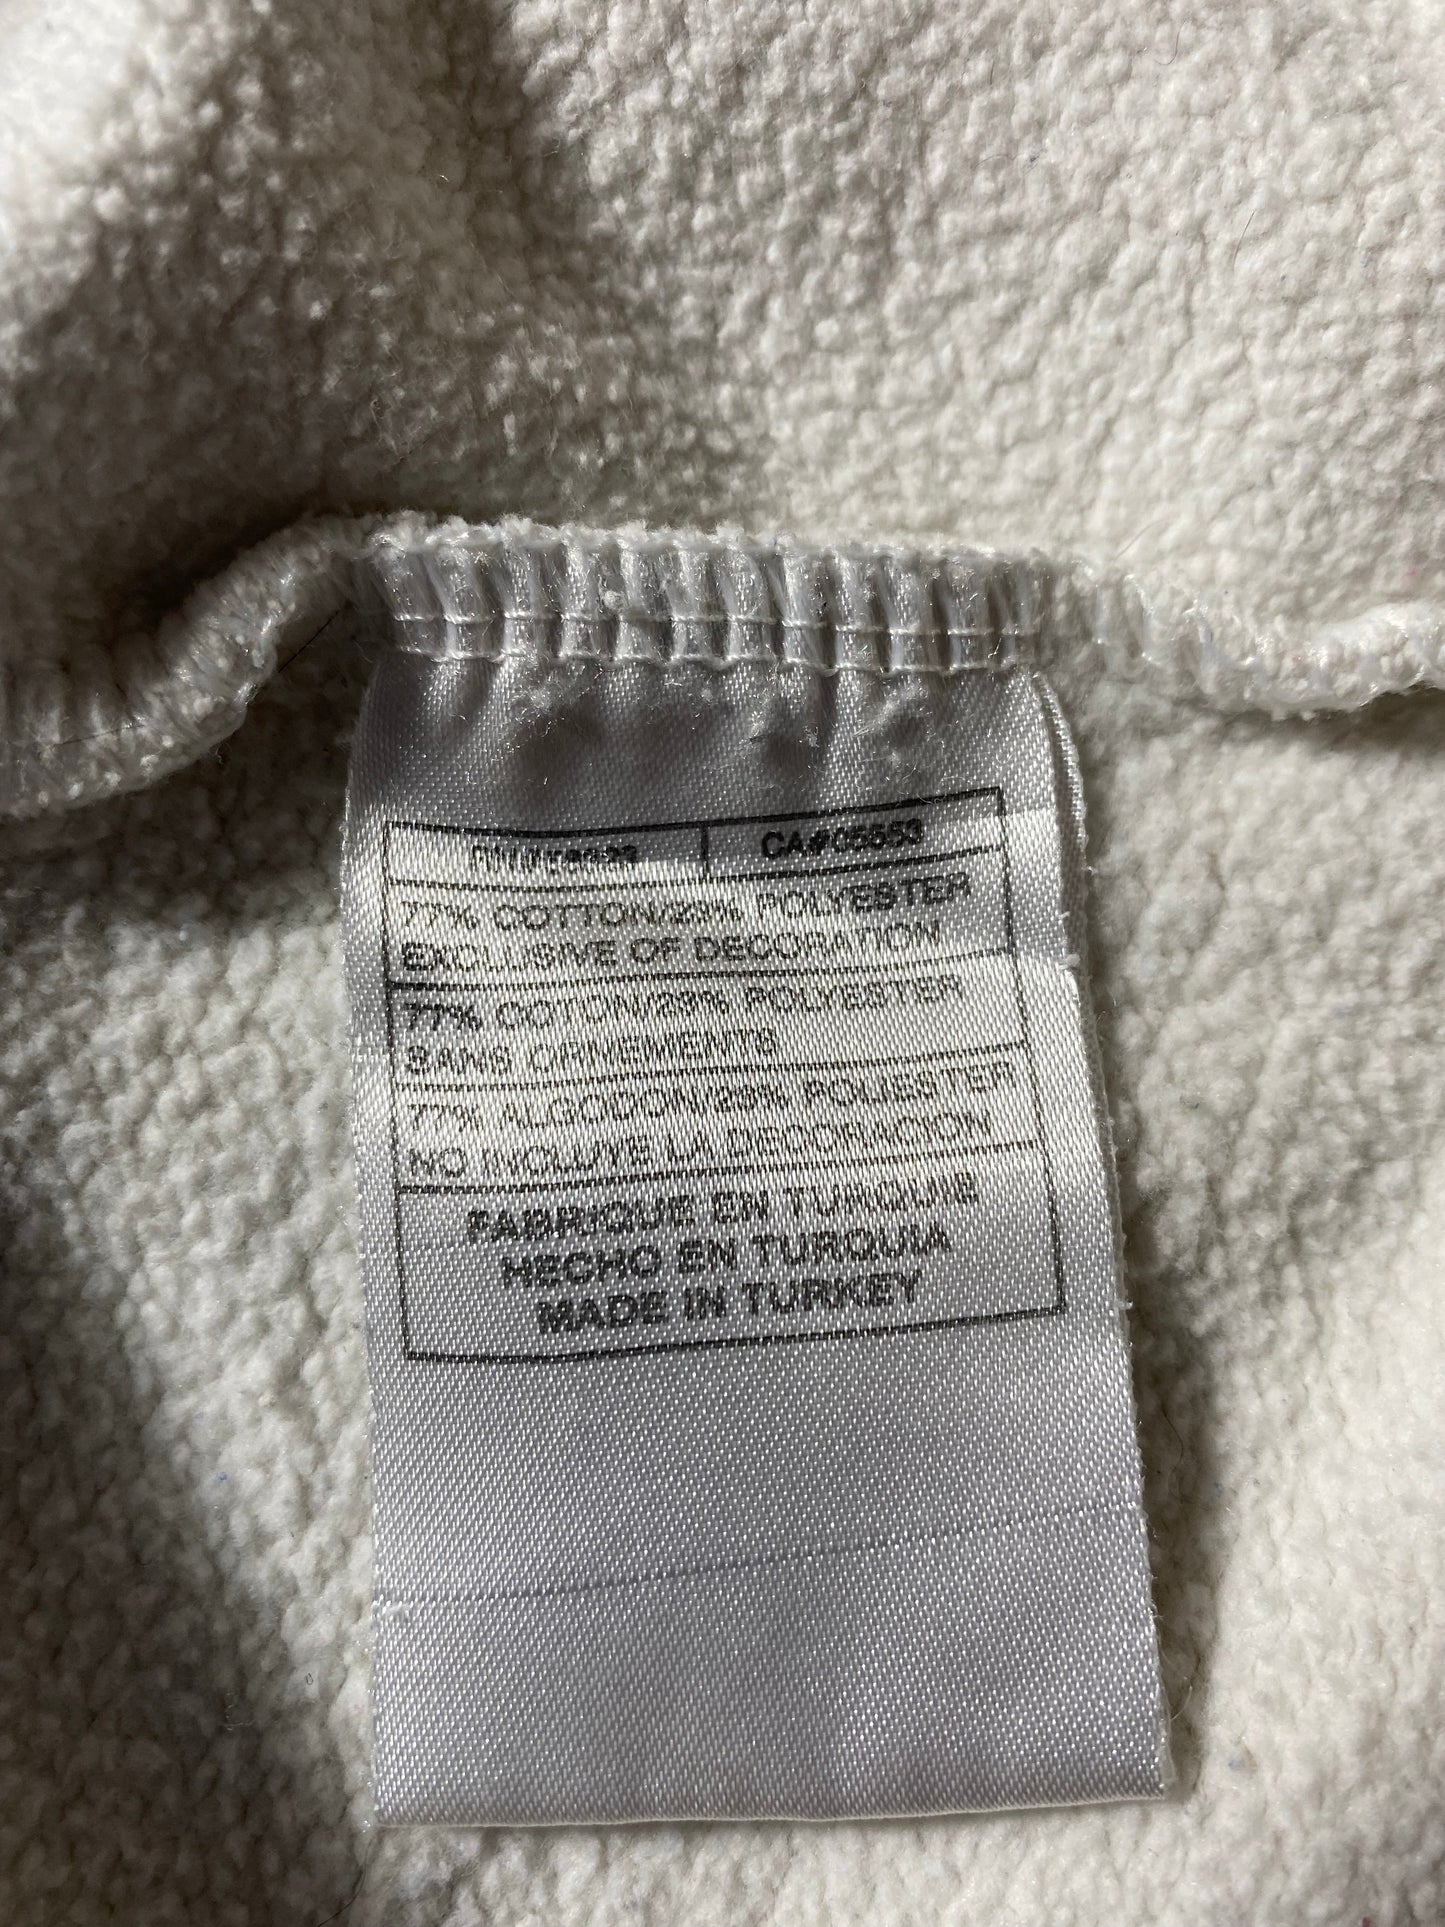 CA#05553
77% COTTON/23% POLYESTER
EXCLUSIVE OF DECORATION
77% COTON/23% POLYESTER
SANS ORNEMENTS
77% ALGODON/23% POLIESTER
NO INCLUYE LA DECORACION
FABRIQUE EN TURQUIE
HECHO EN TURQUIA
MADE IN TURKEY